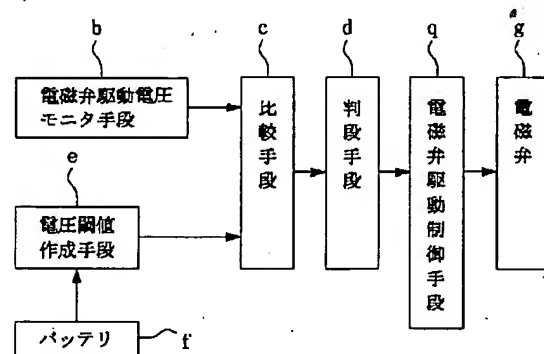 b
c
d
q
g
電磁弁駆動電圧
モニタ手段
比較手段
判段手段
電磁弁駆動制御手段
電磁弁
e
電圧閾値
作成手段
バッテリ
f